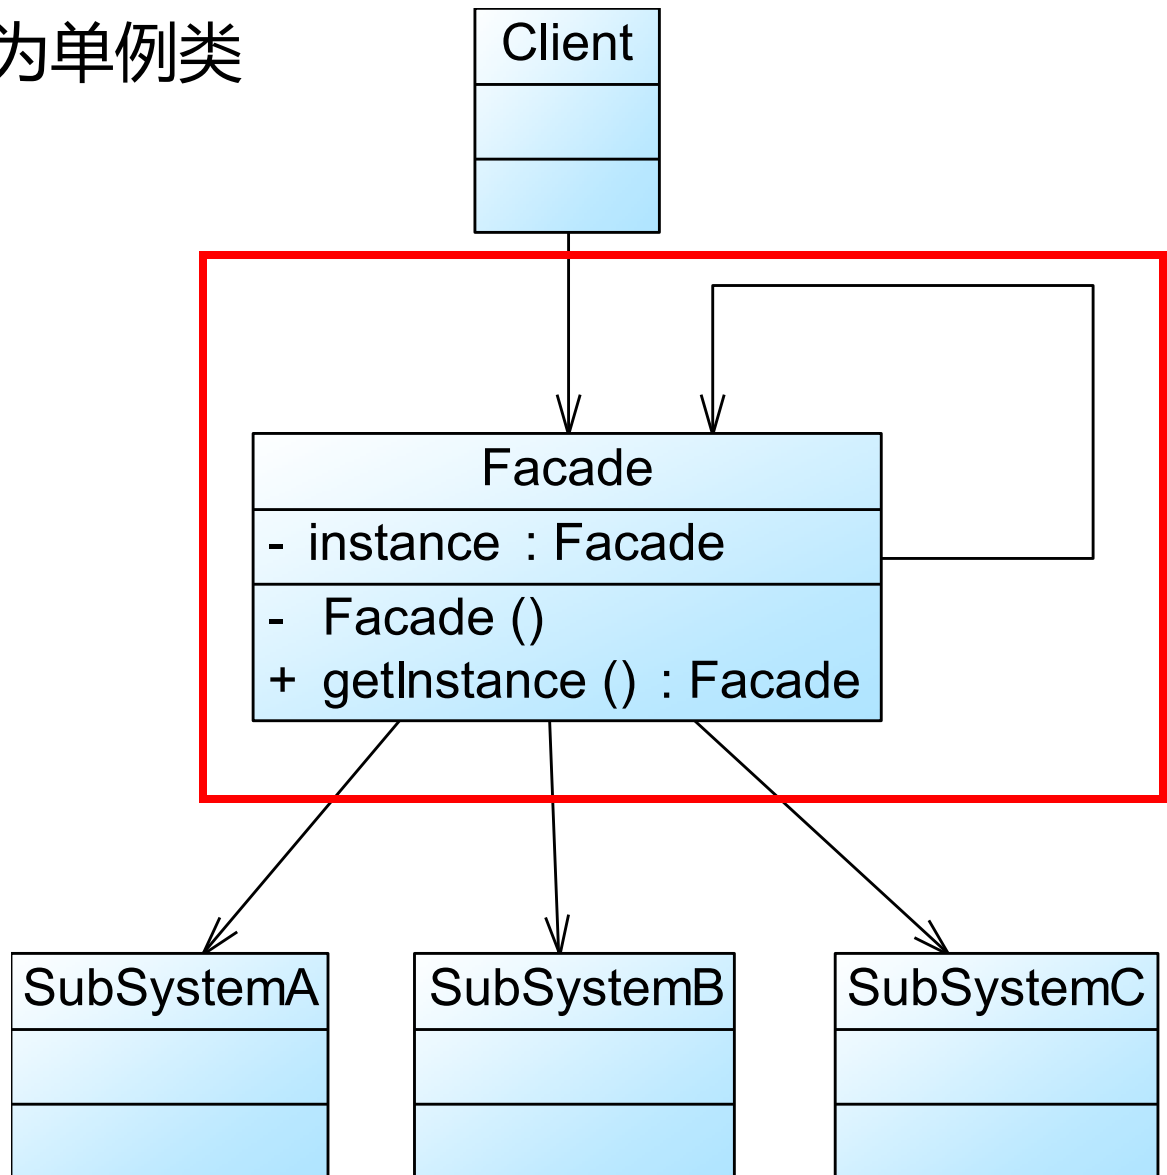 为单例类
Client
Facade
- instance : Facade
- Facade ()
+ getInstance () : Facade
SubSystemA
SubSystemB
SubSystemC